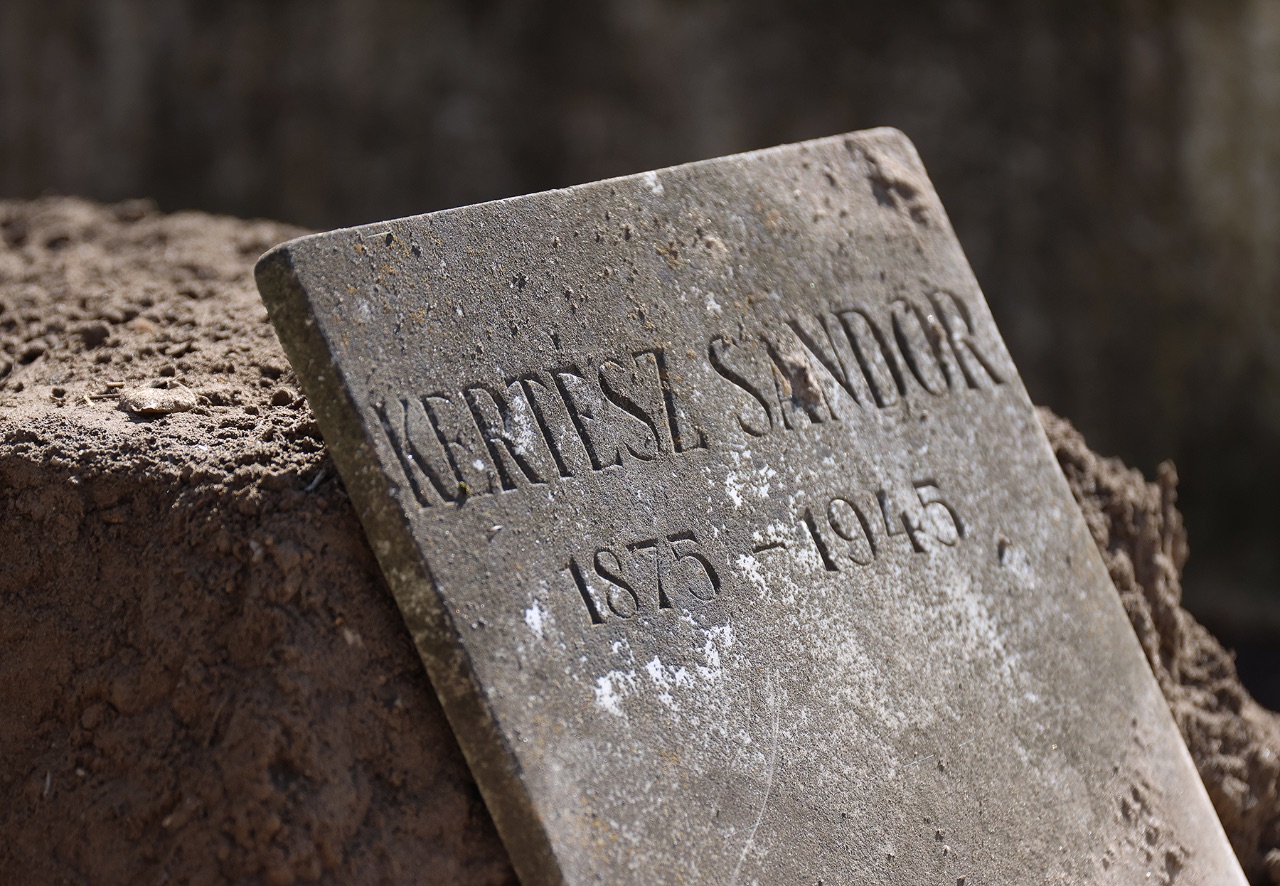 KERTESZ SANDOR
1875 - 1945